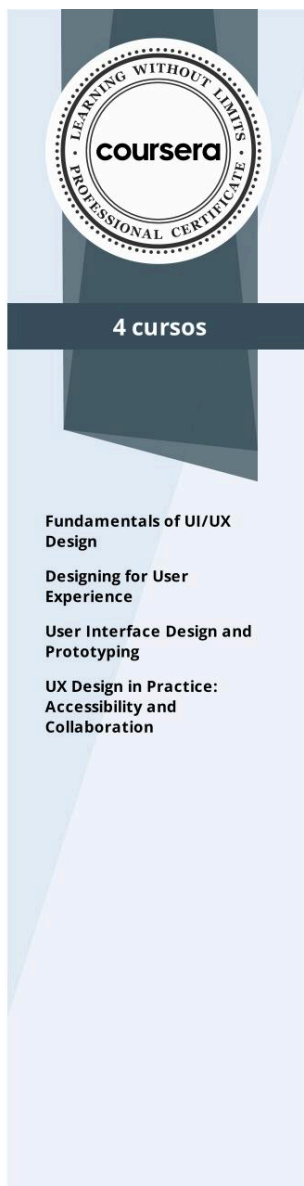 LEARNING WITHOUT LIMITS
coursera
PROFESSIONAL CERTIFICATE
4 cursos
Fundamentals of UI/UX
Design
Designing for User
Experience
User Interface Design and
Prototyping
UX Design in Practice:
Accessibility and
Collaboration